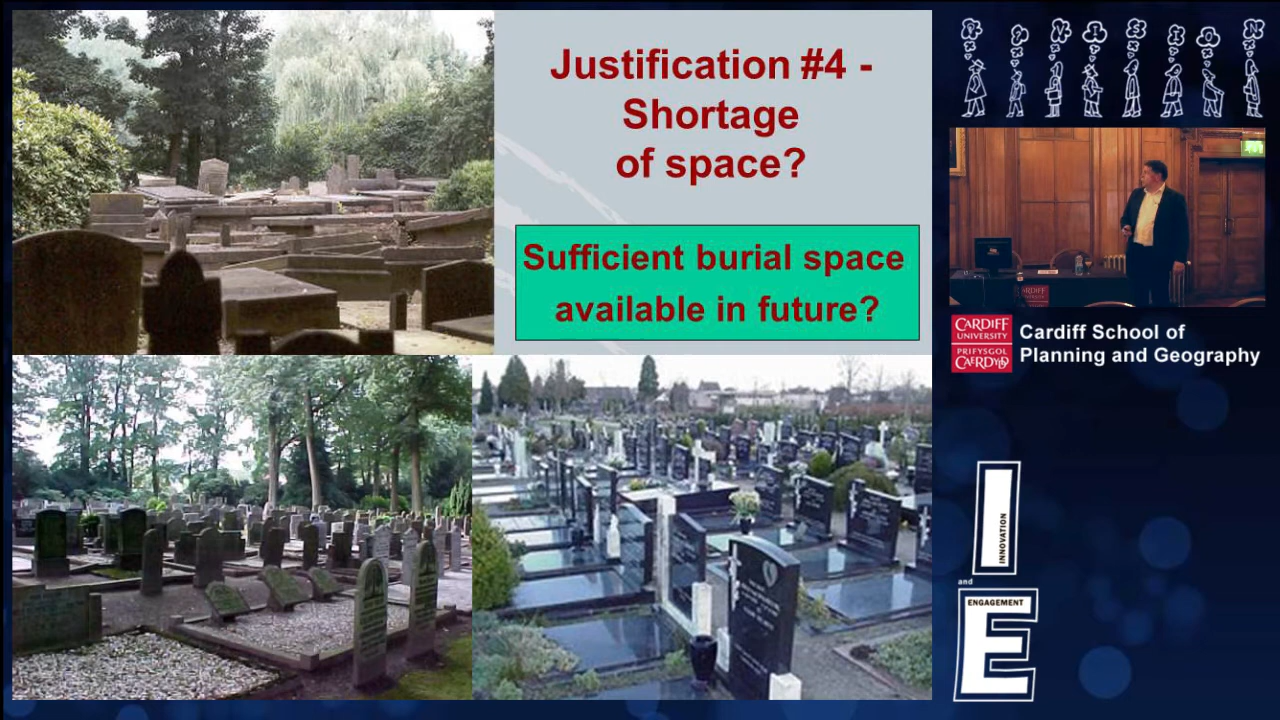 Justification #4 -
Shortage
of space?
Sufficient burial space
available in future?
CARDIFF
UNIVERSITY
PRIFYSGOL
CAERDYDD
Cardiff School of
Planning and Geography
I
INNOVATION
and
ENGAGEMENT
E